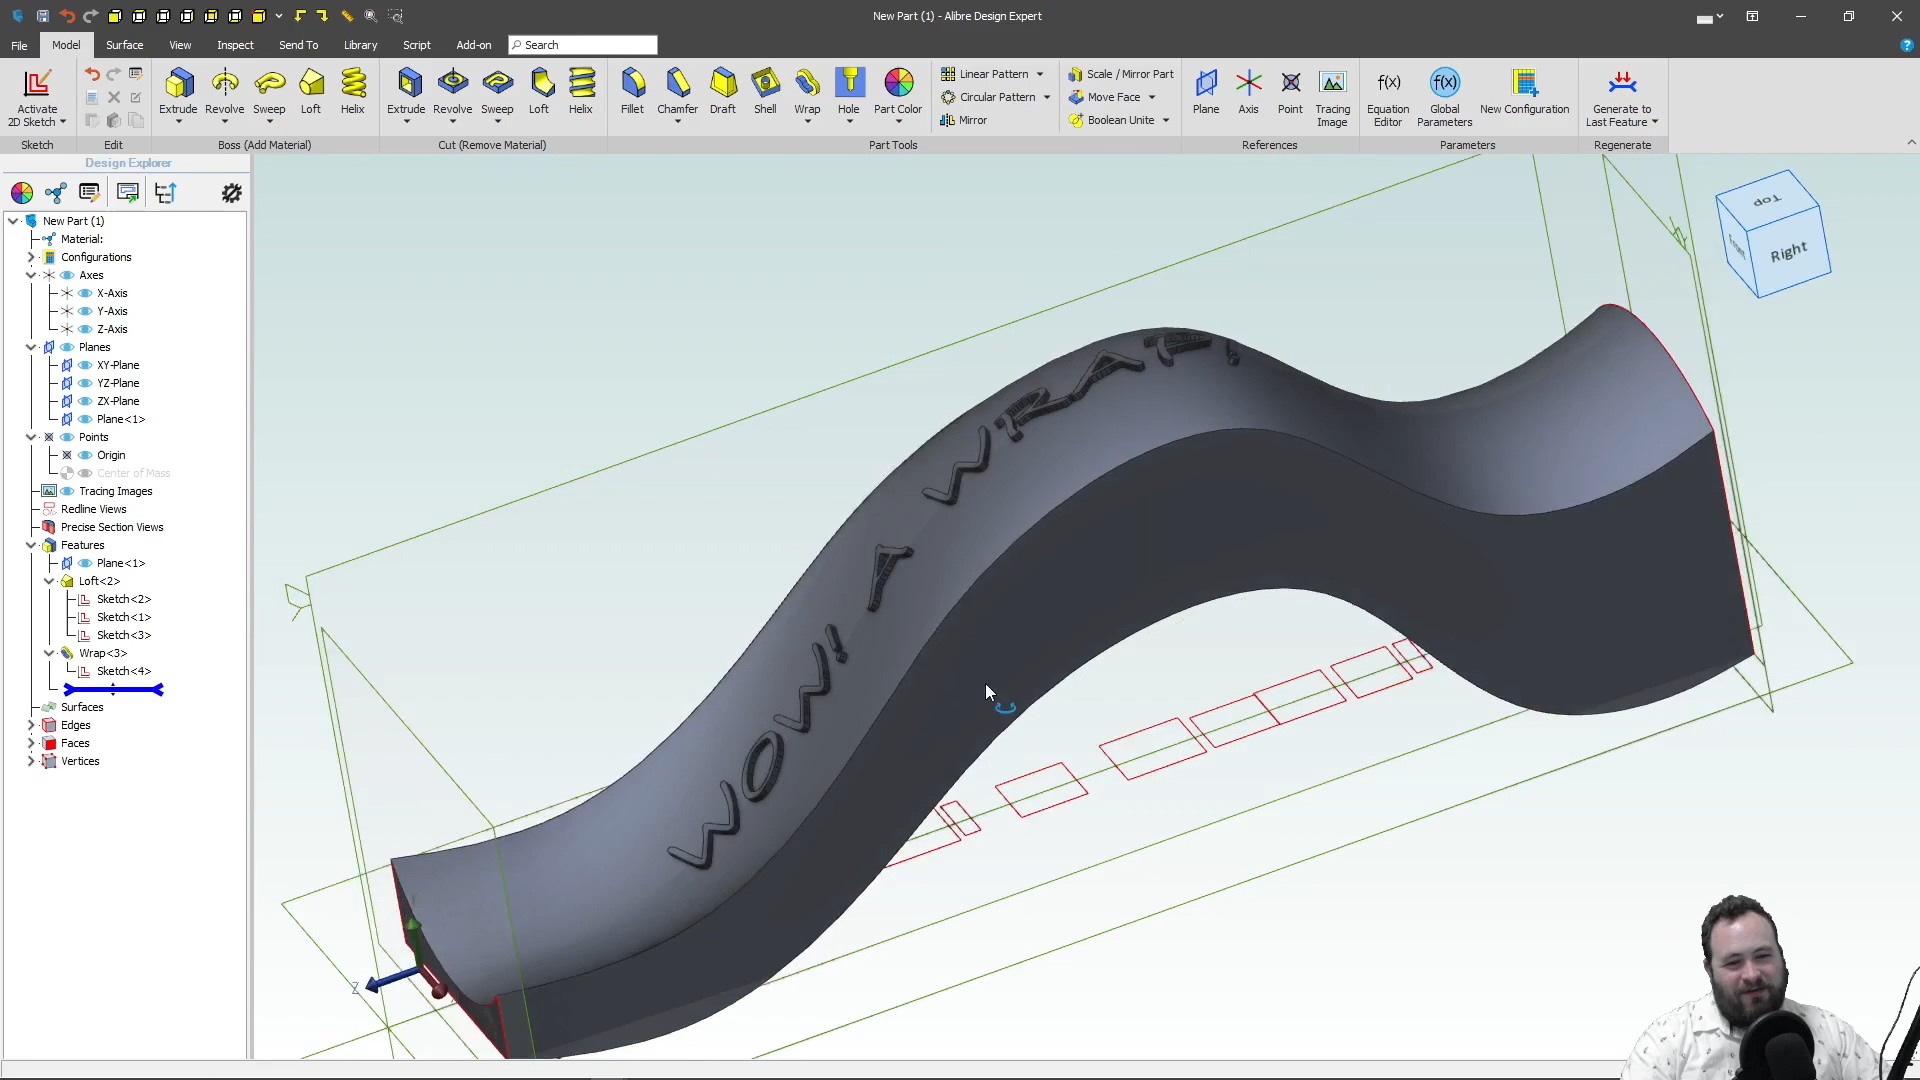 New Part (1) - Alibre Design Expert
File Model Surface View Inspect Send To Library Script Add-on Search
Activate
2D Sketch
Extrude Revolve Sweep Loft Helix
Extrude Revolve Sweep Loft Helix
Fillet Chamfer Draft Shell Wrap Hole Part Color
Linear Pattern
Circular Pattern
Mirror
Scale / Mirror Part
Move Face
Boolean Unite
Plane Axis Point Tracing
Image
f(x)
Equation
Editor
f(x)
Global
Parameters
New Configuration
Generate to
Last Feature
Sketch Edit Boss (Add Material) Cut (Remove Material) Part Tools References Parameters Regenerate
Design Explorer
New Part (1)
Material:
Configurations
Axes
X-Axis
Y-Axis
Z-Axis
Planes
XY-Plane
YZ-Plane
ZX-Plane
Plane<1>
Points
Origin
Center of Mass
Tracing Images
Redline Views
Precise Section Views
Features
Plane<1>
Loft<2>
Sketch<2>
Sketch<1>
Sketch<3>
Wrap<3>
Sketch<4>
Surfaces
Edges
Faces
Vertices
WOW! A WRAP!
Top
Front
Right
Z